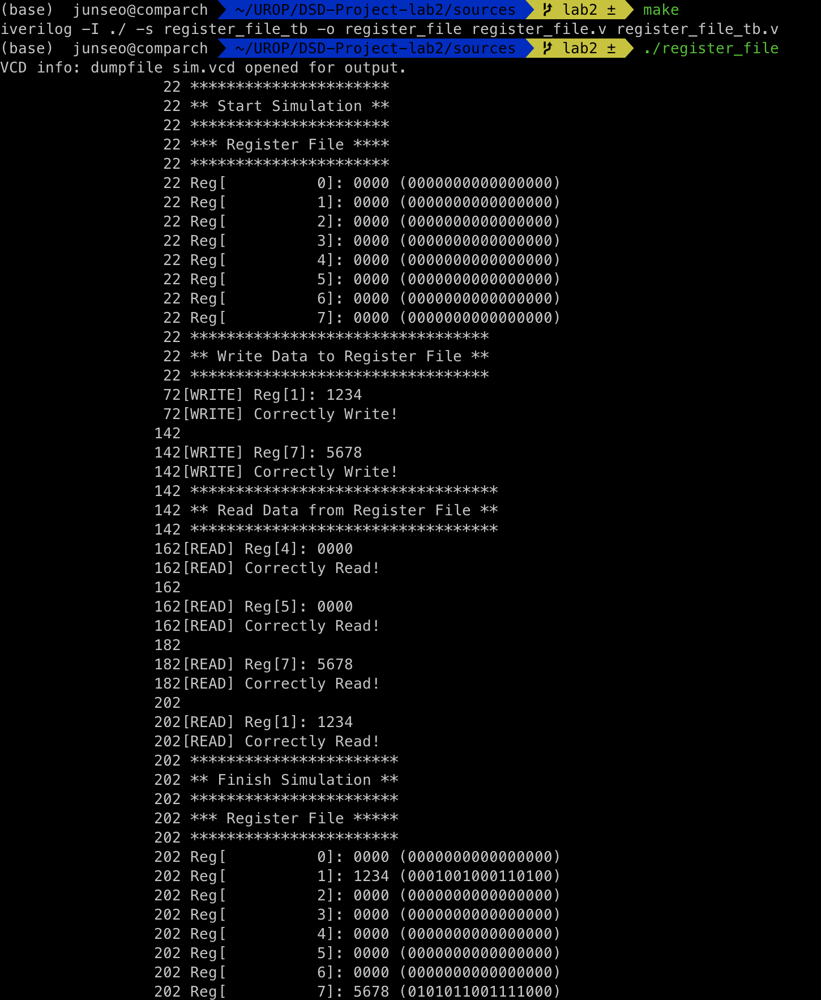 (base)  junseo@comparch  ~/UROP/DSD-Project-lab2/sources  lab2 ±  make
iverilog -I ./ -s register_file_tb -o register_file register_file.v register_file_tb.v
(base)  junseo@comparch  ~/UROP/DSD-Project-lab2/sources  lab2 ±  ./register_file
VCD info: dumpfile sim.vcd opened for output.
                  22 **********************
                  22 ** Start Simulation **
                  22 **********************
                  22 *** Register File ****
                  22 **********************
                  22 Reg[          0]: 0000 (0000000000000000)
                  22 Reg[          1]: 0000 (0000000000000000)
                  22 Reg[          2]: 0000 (0000000000000000)
                  22 Reg[          3]: 0000 (0000000000000000)
                  22 Reg[          4]: 0000 (0000000000000000)
                  22 Reg[          5]: 0000 (0000000000000000)
                  22 Reg[          6]: 0000 (0000000000000000)
                  22 Reg[          7]: 0000 (0000000000000000)
                  22 *********************************
                  22 ** Write Data to Register File **
                  22 *********************************
                  72[WRITE] Reg[1]: 1234
                  72[WRITE] Correctly Write!
                 142
                 142[WRITE] Reg[7]: 5678
                 142[WRITE] Correctly Write!
                 142 **********************************
                 142 ** Read Data from Register File **
                 142 **********************************
                 162[READ] Reg[4]: 0000
                 162[READ] Correctly Read!
                 162
                 162[READ] Reg[5]: 0000
                 162[READ] Correctly Read!
                 182
                 182[READ] Reg[7]: 5678
                 182[READ] Correctly Read!
                 202
                 202[READ] Reg[1]: 1234
                 202[READ] Correctly Read!
                 202 ***********************
                 202 ** Finish Simulation **
                 202 ***********************
                 202 *** Register File *****
                 202 ***********************
                 202 Reg[          0]: 0000 (0000000000000000)
                 202 Reg[          1]: 1234 (0001001000110100)
                 202 Reg[          2]: 0000 (0000000000000000)
                 202 Reg[          3]: 0000 (0000000000000000)
                 202 Reg[          4]: 0000 (0000000000000000)
                 202 Reg[          5]: 0000 (0000000000000000)
                 202 Reg[          6]: 0000 (0000000000000000)
                 202 Reg[          7]: 5678 (0101011001111000)